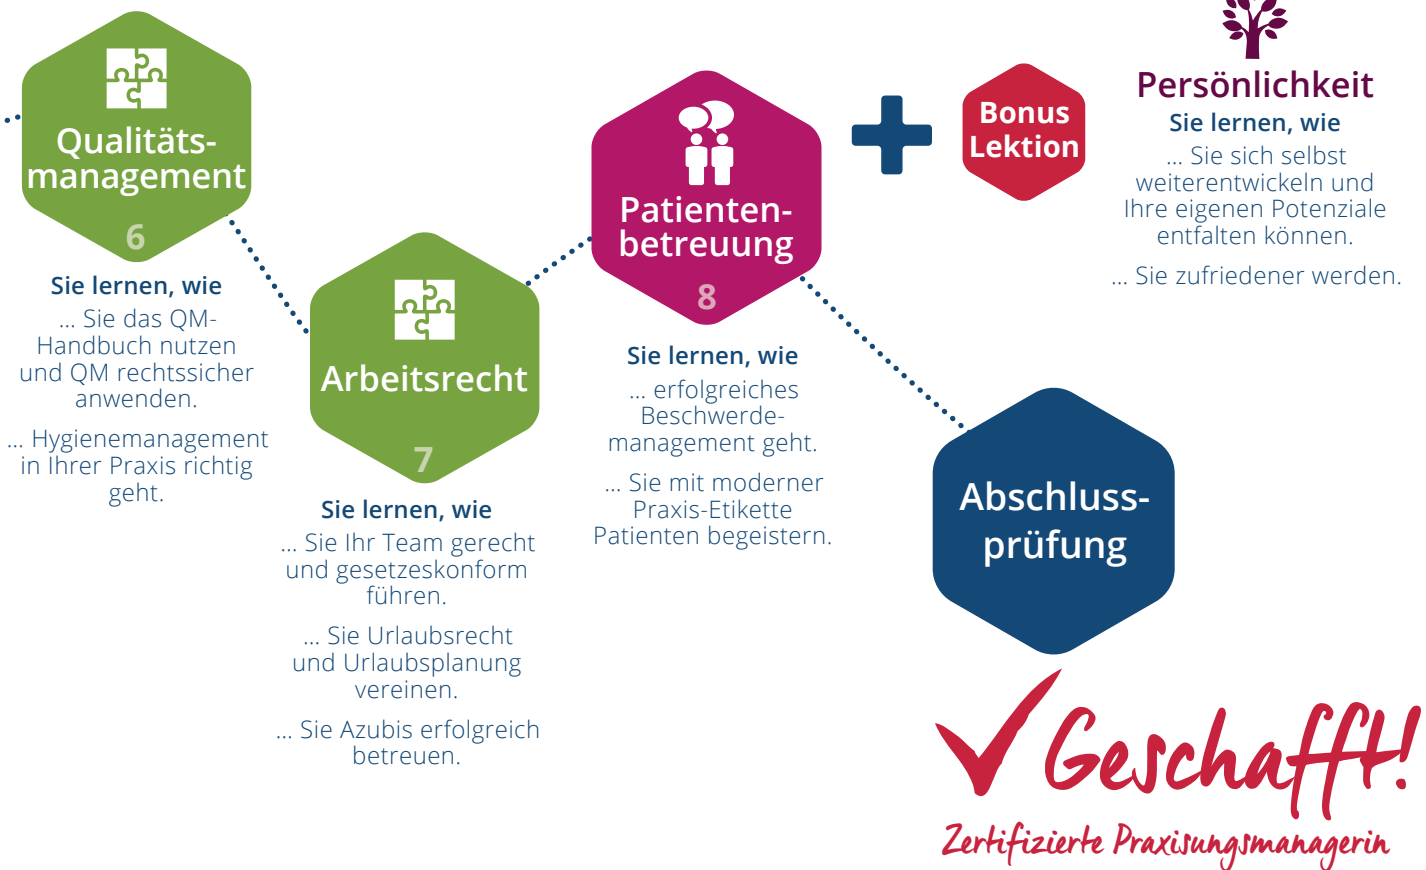 Qualitäts-
management
6
Sie lernen, wie
... Sie das QM-
Handbuch nutzen
und QM rechtssicher
anwenden.
... Hygienemanagement
in Ihrer Praxis richtig
geht.
Arbeitsrecht
7
Sie lernen, wie
... Sie Ihr Team gerecht
und gesetzeskonform
führen.
... Sie Urlaubsrecht
und Urlaubsplanung
vereinen.
... Sie Azubis erfolgreich
betreuen.
Patienten-
betreuung
8
Sie lernen, wie
... erfolgreiches
Beschwerde-
management geht.
... Sie mit moderner
Praxis-Etikette
Patienten begeistern.
Bonus
Lektion
Persönlichkeit
Sie lernen, wie
... Sie sich selbst
weiterentwickeln und
Ihre eigenen Potenziale
entfalten können.
... Sie zufriedener werden.
Abschluss-
prüfung
Geschafft!
Zertifizierte Praxisungsmanagerin